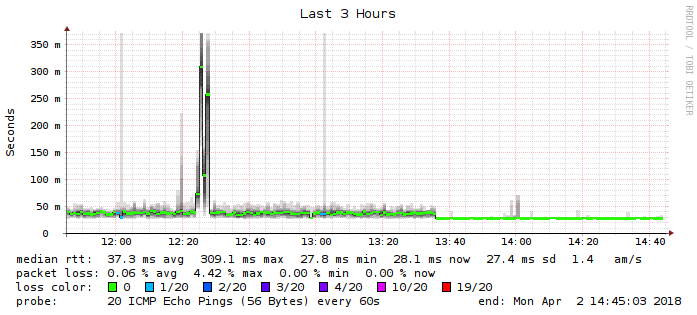 Last 3 Hours
RRDTOOL / TOBI OETIKER
Seconds
350 m
300 m
250 m
200 m
150 m
100 m
50 m
0
12:00 12:20 12:40 13:00 13:20 13:40 14:00 14:20 14:40
median rtt: 37.3 ms avg 309.1 ms max 27.8 ms min 28.1 ms now 27.4 ms sd 1.4 am/s
packet loss: 0.06 % avg 4.42 % max 0.00 % min 0.00 % now
loss color: 0 1/20 2/20 3/20 4/20 10/20 19/20
probe: 20 ICMP Echo Pings (56 Bytes) every 60s end: Mon Apr 2 14:45:03 2018